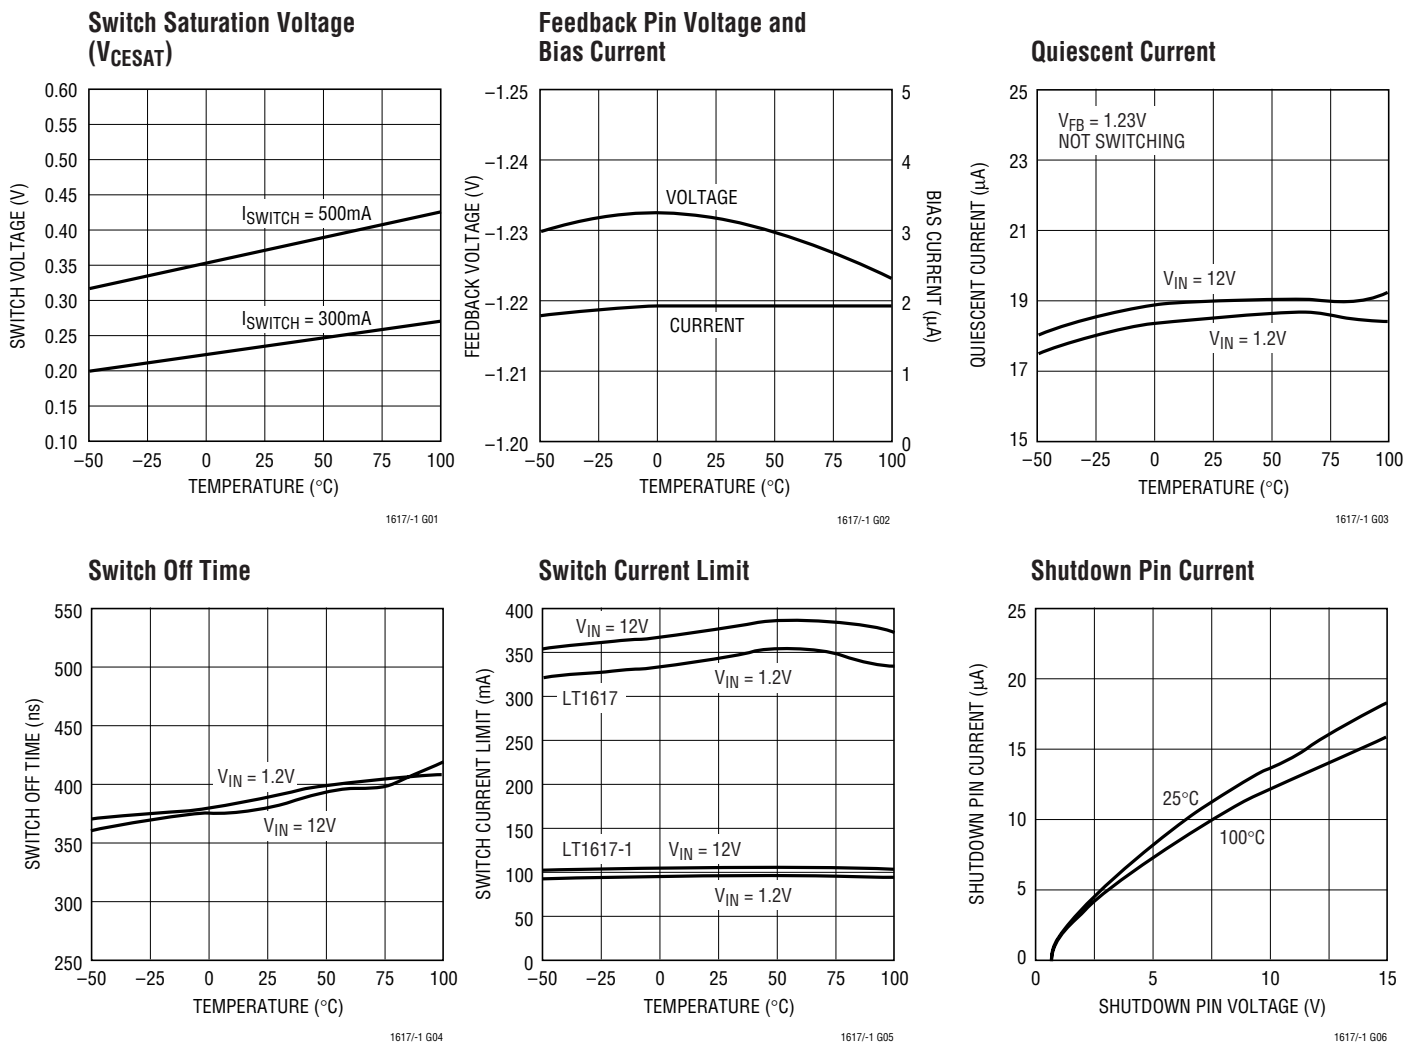 Switch Saturation Voltage
(VCESAT)
0.60
0.55
0.50
0.45
0.40
0.35
0.30
0.25
0.20
0.15
0.10
SWITCH VOLTAGE (V)
ISWITCH = 500mA
ISWITCH = 300mA
–50 –25 0 25 50 75 100
TEMPERATURE (°C)
1617/-1 G01
Feedback Pin Voltage and
Bias Current
–1.25
–1.24
–1.23
–1.22
–1.21
–1.20
FEEDBACK VOLTAGE (V)
VOLTAGE
CURRENT
5
4
3
2
1
0
BIAS CURRENT (µA)
–50 –25 0 25 50 75 100
TEMPERATURE (°C)
1617/-1 G02
Quiescent Current
25
23
21
19
17
15
QUIESCENT CURRENT (µA)
VFB = 1.23V
NOT SWITCHING
VIN = 12V
VIN = 1.2V
–50 –25 0 25 50 75 100
TEMPERATURE (°C)
1617/-1 G03
Switch Off Time
550
500
450
400
350
300
250
SWITCH OFF TIME (ns)
VIN = 1.2V
VIN = 12V
–50 –25 0 25 50 75 100
TEMPERATURE (°C)
1617/-1 G04
Switch Current Limit
400
350
300
250
200
150
100
50
0
SWITCH CURRENT LIMIT (mA)
VIN = 12V
VIN = 1.2V
LT1617
LT1617-1 VIN = 12V
VIN = 1.2V
–50 –25 0 25 50 75 100
TEMPERATURE (°C)
1617/-1 G05
Shutdown Pin Current
25
20
15
10
5
0
SHUTDOWN PIN CURRENT (µA)
25°C
100°C
0 5 10 15
SHUTDOWN PIN VOLTAGE (V)
1617/-1 G06